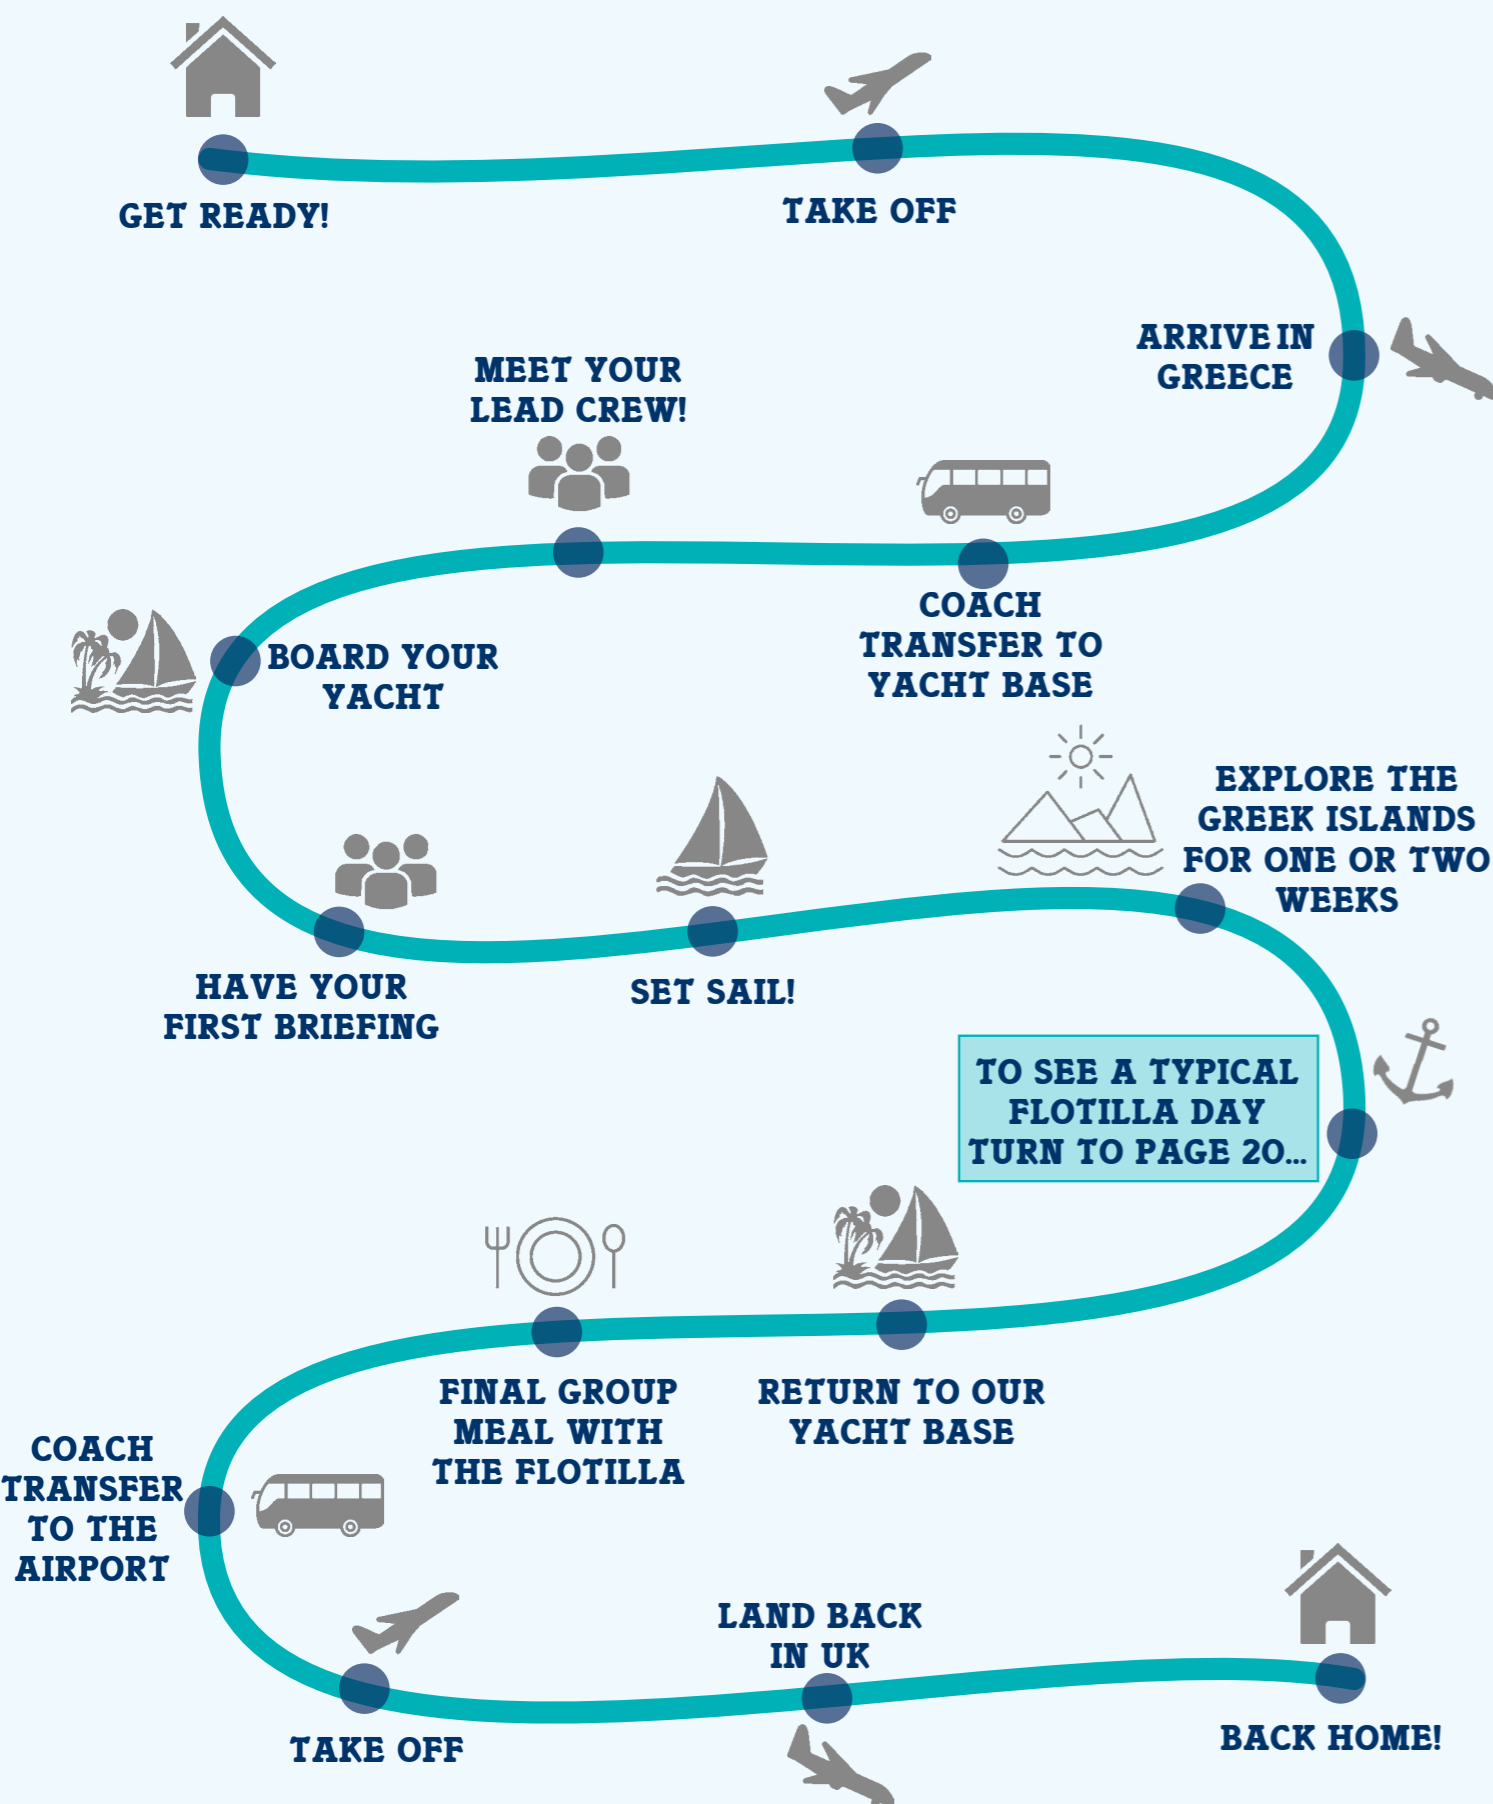 GET READY!
TAKE OFF
ARRIVE IN
GREECE
COACH
TRANSFER TO
YACHT BASE
MEET YOUR
LEAD CREW!
BOARD YOUR
YACHT
HAVE YOUR
FIRST BRIEFING
SET SAIL!
EXPLORE THE
GREEK ISLANDS
FOR ONE OR TWO
WEEKS
TO SEE A TYPICAL
FLOTILLA DAY
TURN TO PAGE 20...
RETURN TO OUR
YACHT BASE
FINAL GROUP
MEAL WITH
THE FLOTILLA
COACH
TRANSFER
TO THE
AIRPORT
TAKE OFF
LAND BACK
IN UK
BACK HOME!